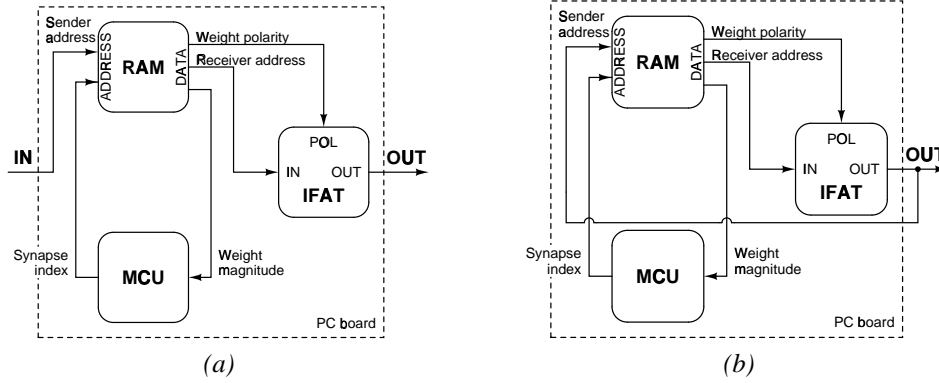 Sender
address
ADDRESS
RAM
DATA
Weight polarity
Receiver address
IN
POL
IN OUT
IFAT
OUT
Synapse
index
MCU
Weight
magnitude
PC board
(a)
Sender
address
ADDRESS
RAM
DATA
Weight polarity
Receiver address
POL
IN OUT
IFAT
OUT
Synapse
index
MCU
Weight
magnitude
PC board
(b)